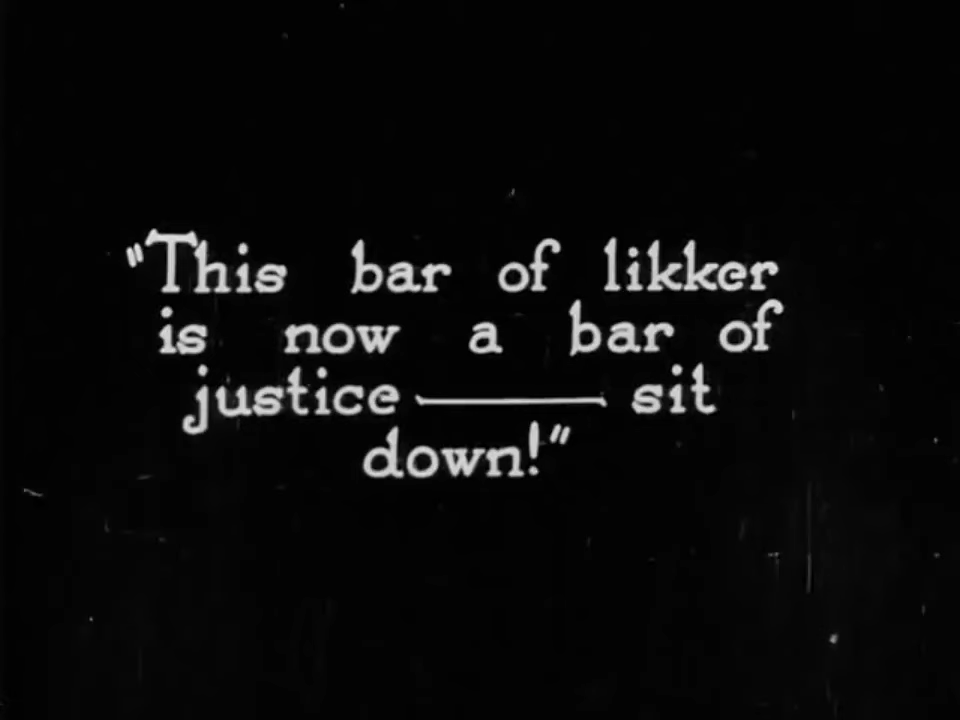 "This bar of likker
is now a bar of
justice —— sit
down!"